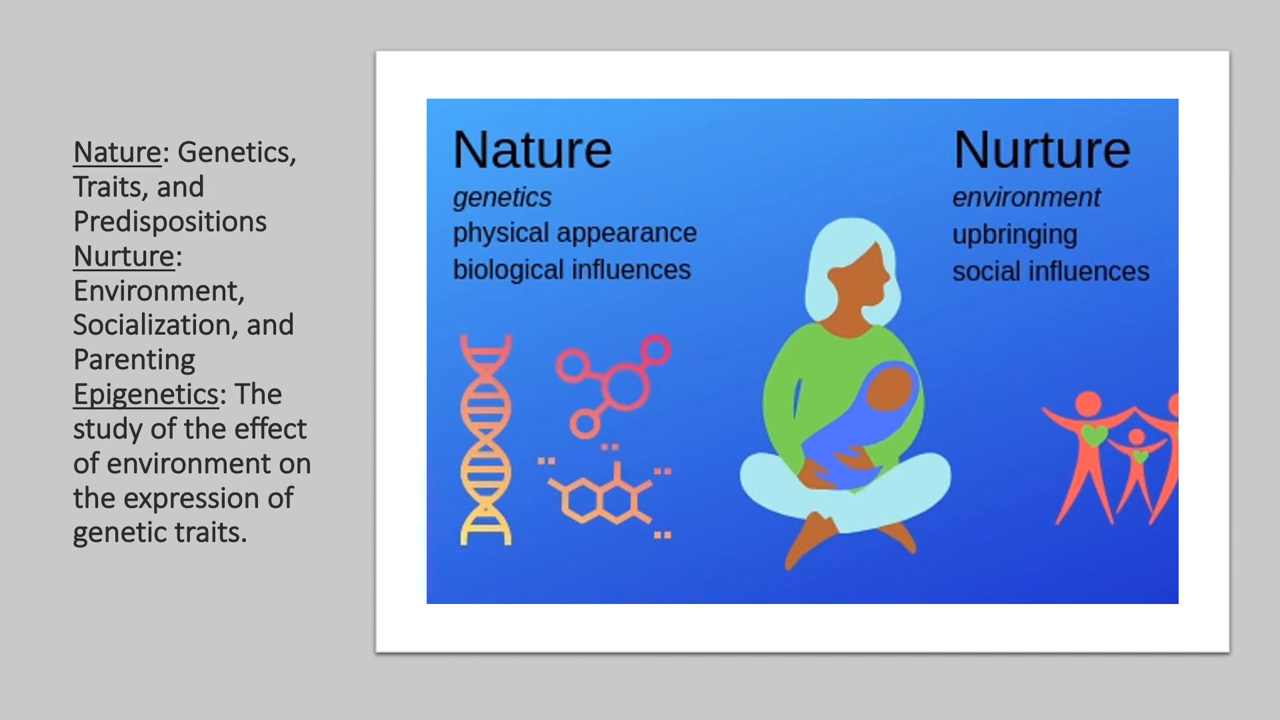 Nature: Genetics,
Traits, and
Predispositions
Nurture:
Environment,
Socialization, and
Parenting
Epigenetics: The
study of the effect
of environment on
the expression of
genetic traits.
Nature
genetics
physical appearance
biological influences
Nurture
environment
upbringing
social influences